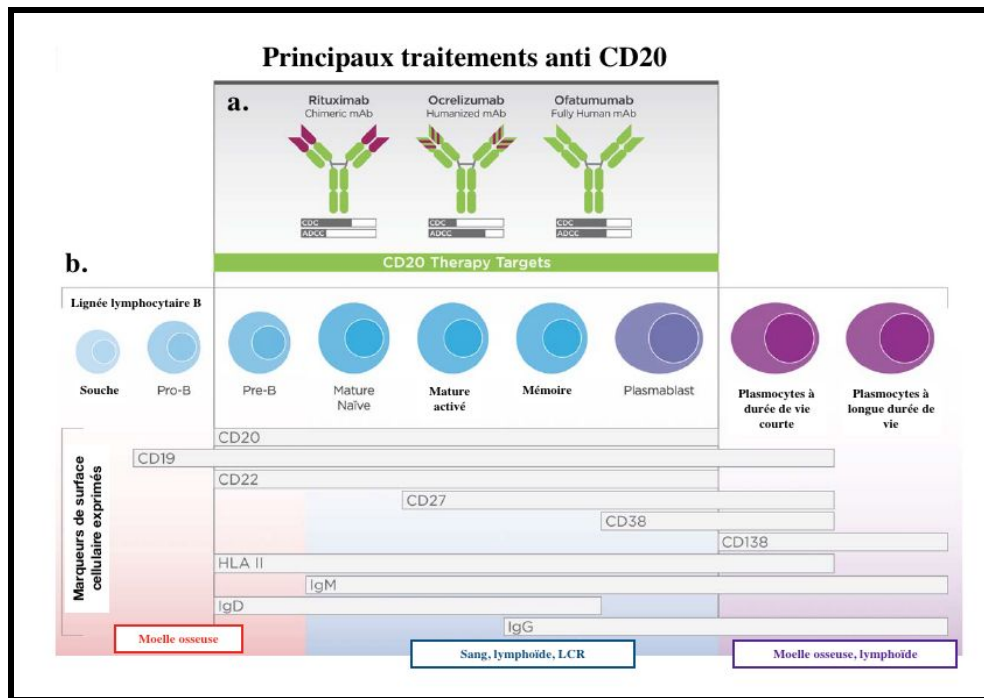 Principaux traitements anti CD20
a.
Rituximab
Chimeric mAb
Ocrelizumab
Humanized mAb
Ofatumumab
Fully Human mAb
CDC
ADCC
CDC
ADCC
CDC
ADCC
b.
CD20 Therapy Targets
Lignée lymphocytaire B
Souche
Pro-B
Pre-B
Mature
Naïve
Mature
activé
Mémoire
Plasmablast
Plasmocytes à
durée de vie
courte
Plasmocytes à
longue durée de
vie
Marqueurs de surface
cellulaire exprimés
CD20
CD19
CD22
CD27
CD38
CD138
HLA II
IgM
IgD
IgG
Moelle osseuse
Sang, lymphoïde, LCR
Moelle osseuse, lymphoïde